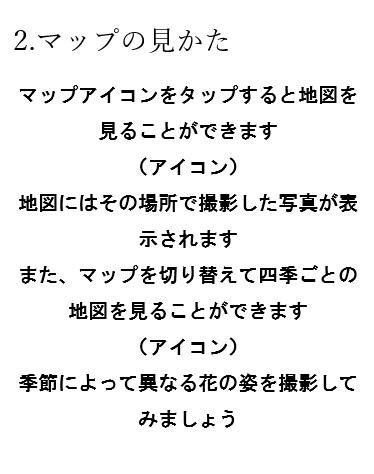 2.マップの見かた
マップアイコンをタップすると地図を
見ることができます
（アイコン）
地図にはその場所で撮影した写真が表
示されます
また、マップを切り替えて四季ごとの
地図を見ることができます
（アイコン）
季節によって異なる花の姿を撮影して
みましょう